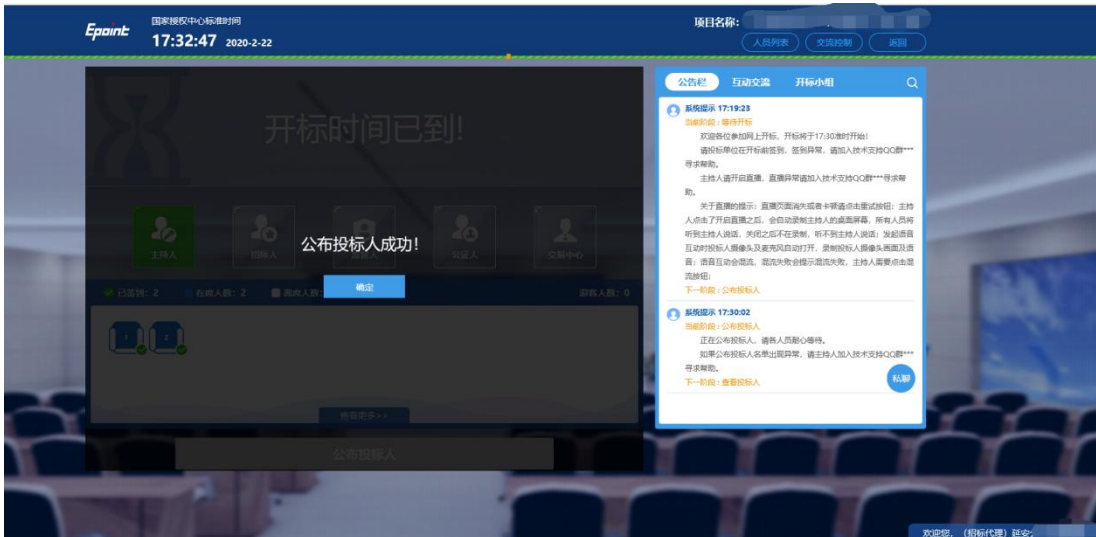 Epoint
国家授权中心标准时间
17:32:47 2020-2-22
项目名称:
人员列表
交流控制
返回
开标时间已到!
主持人
招标人
监督人
公证人
交易中心
公布投标人成功!
确定
已签到: 2
在席人数: 2
离席人数:
游客人数: 0
1
2
查看更多>>
公布投标人
公告栏
互动交流
开标小组
系统提示 17:19:23
当前阶段 : 等待开标
欢迎各位参加网上开标，开标将于17:30准时开始!
请投标单位在开标前签到，签到异常，请加入技术支持QQ群***
寻求帮助。
主持人请开启直播，直播异常请加入技术支持QQ群***寻求帮
助。
关于直播的提示: 直播页面消失或者卡顿请点击重试按钮; 主持
人点击了开启直播之后，会自动录制主持人的桌面屏幕，所有人员将
听到主持人说话，关闭之后不在录制，听不到主持人说话; 发起语音
互动时投标人摄像头及麦克风自动打开，录制投标人摄像头画面及语
音; 语音互动会混流，混流失败会提示混流失败，主持人需要点击混
流按钮;
下一阶段 : 公布投标人
系统提示 17:30:02
当前阶段 : 公布投标人
正在公布投标人，请各人员耐心等待。
如果公布投标人名单出现异常，请主持人加入技术支持QQ群***
寻求帮助。
下一阶段 : 查看投标人
私聊
欢迎您, (招标代理) 延安